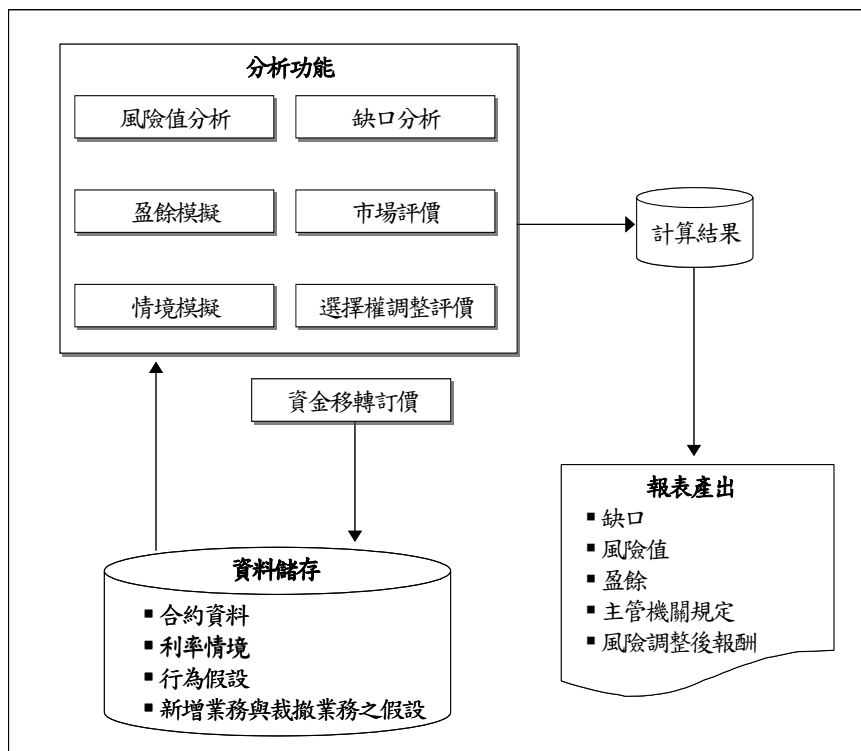 分析功能
風險值分析
缺口分析
盈餘模擬
市場評價
情境模擬
選擇權調整評價
計算結果
資金移轉訂價
資料儲存
▪ 合約資料
▪ 利率情境
▪ 行為假設
▪ 新增業務與裁撤業務之假設
報表產出
▪ 缺口
▪ 風險值
▪ 盈餘
▪ 主管機關規定
▪ 風險調整後報酬